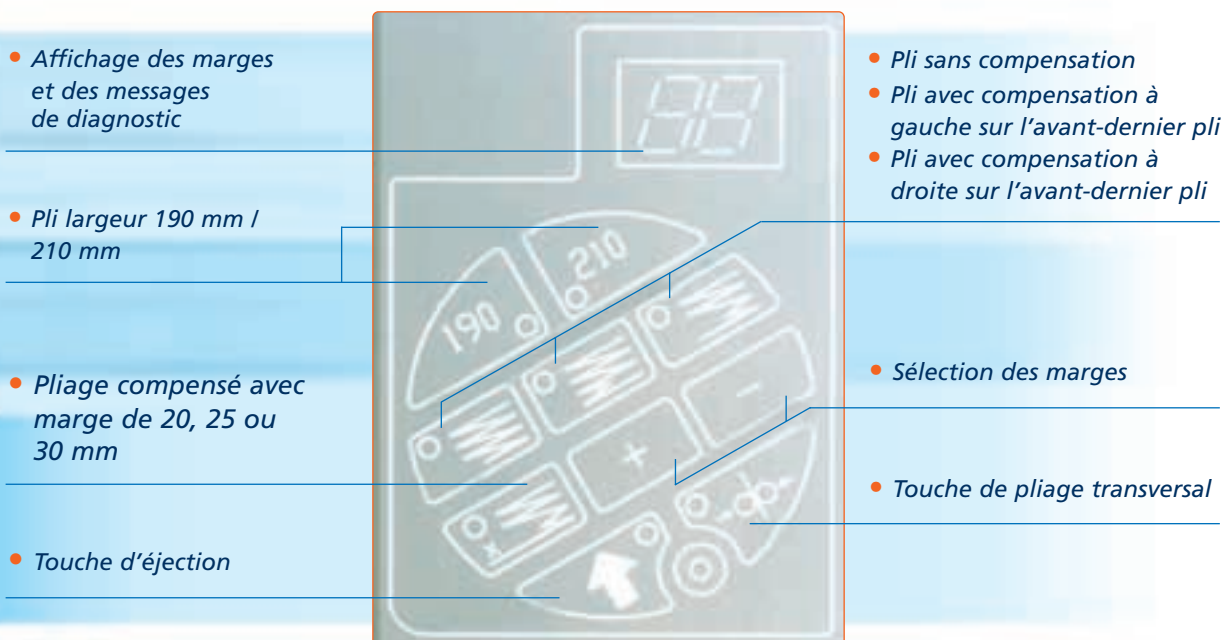 • Affichage des marges
et des messages
de diagnostic
• Pli largeur 190 mm /
210 mm
• Pliage compensé avec
marge de 20, 25 ou
30 mm
• Touche d’éjection
88
210
190
+
-
• Pli sans compensation
• Pli avec compensation à
gauche sur l’avant-dernier pli
• Pli avec compensation à
droite sur l’avant-dernier pli
• Sélection des marges
• Touche de pliage transversal